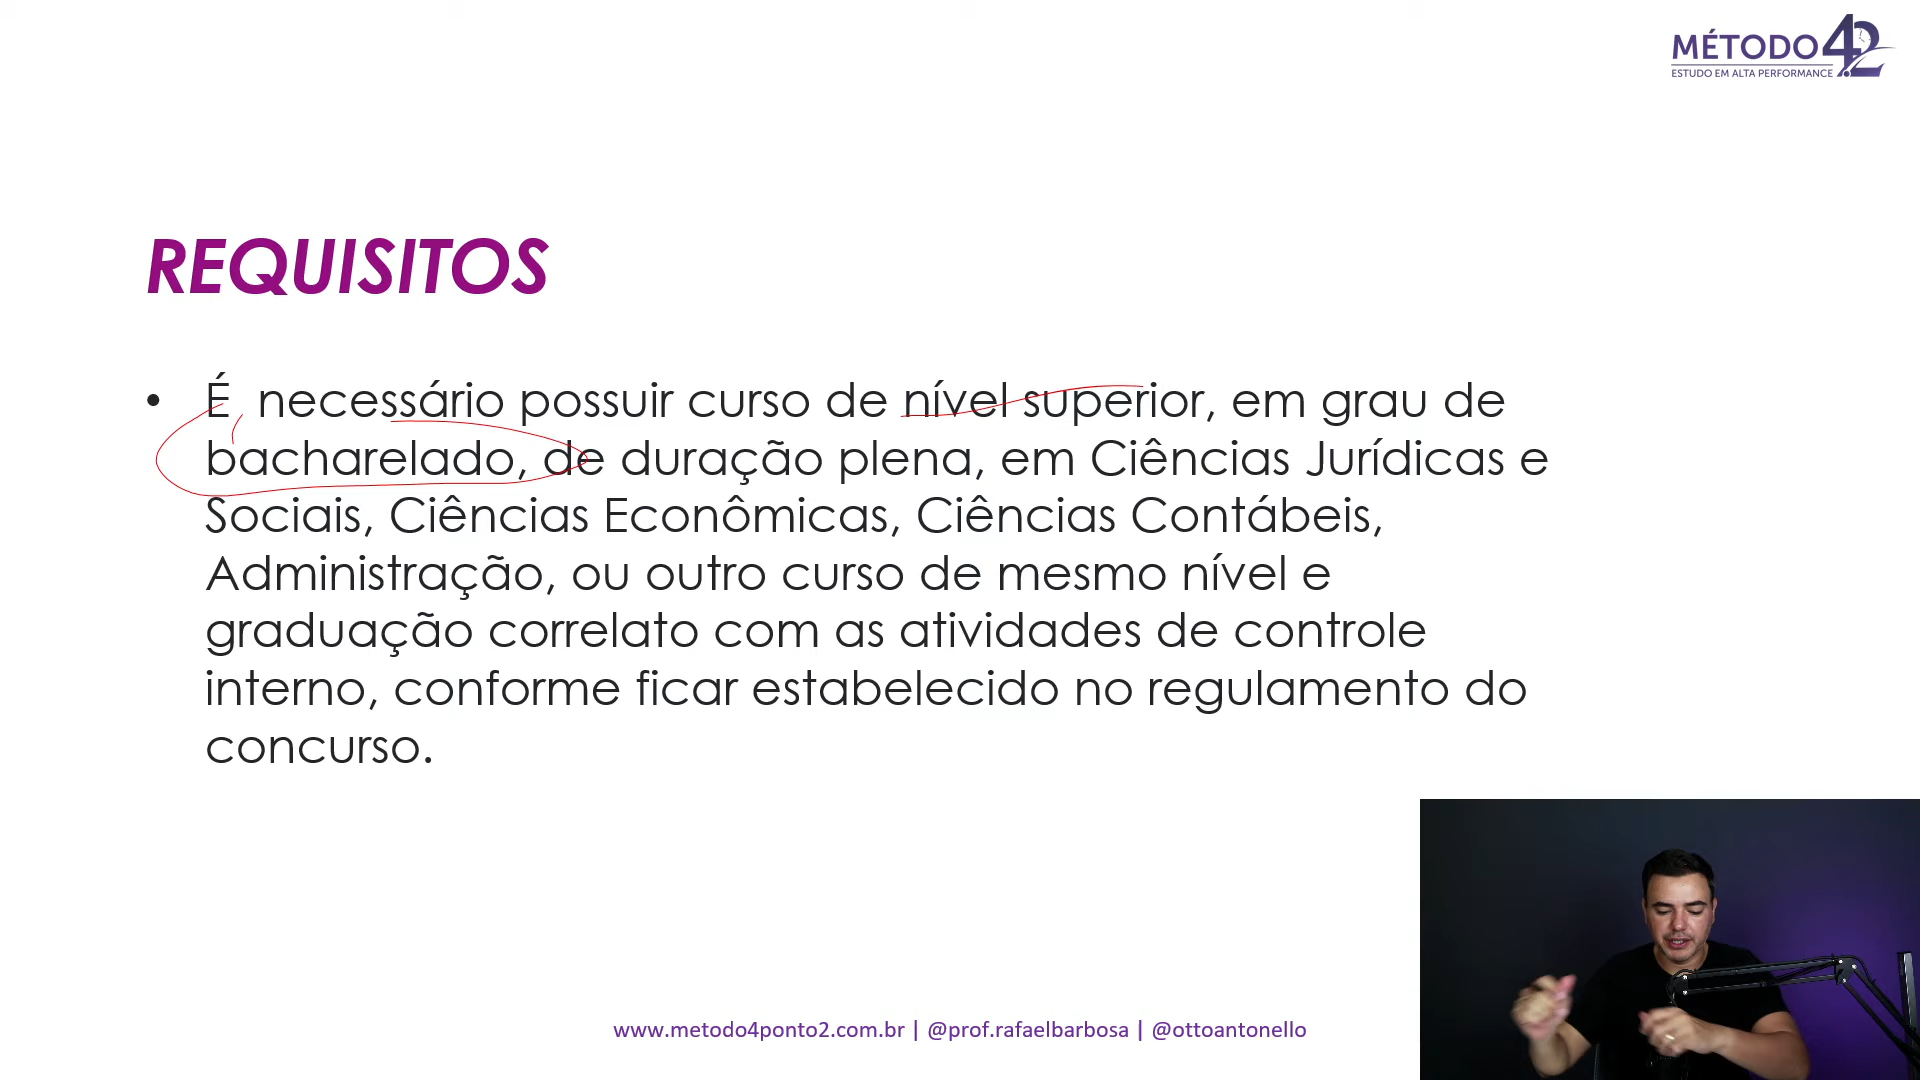 MÉTODO 42
ESTUDO EM ALTA PERFORMANCE
REQUISITOS
• É necessário possuir curso de nível superior, em grau de
bacharelado, de duração plena, em Ciências Jurídicas e
Sociais, Ciências Econômicas, Ciências Contábeis,
Administração, ou outro curso de mesmo nível e
graduação correlato com as atividades de controle
interno, conforme ficar estabelecido no regulamento do
concurso.
www.metodo4ponto2.com.br | @prof.rafaelbarbosa | @ottoantonello